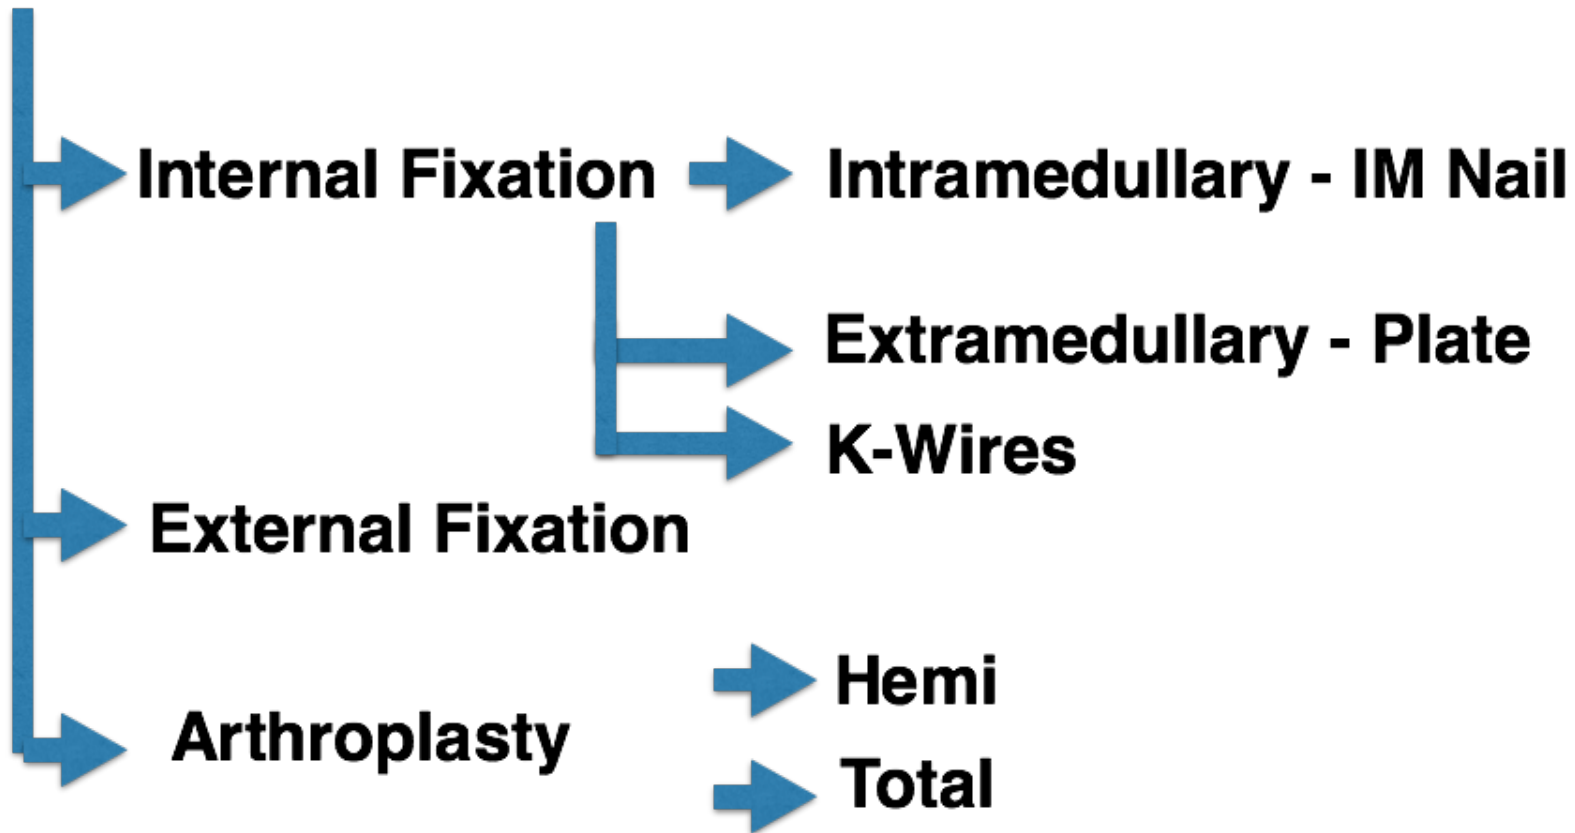 Internal Fixation
Intramedullary - IM Nail
Extramedullary - Plate
K-Wires
External Fixation
Arthroplasty
Hemi
Total